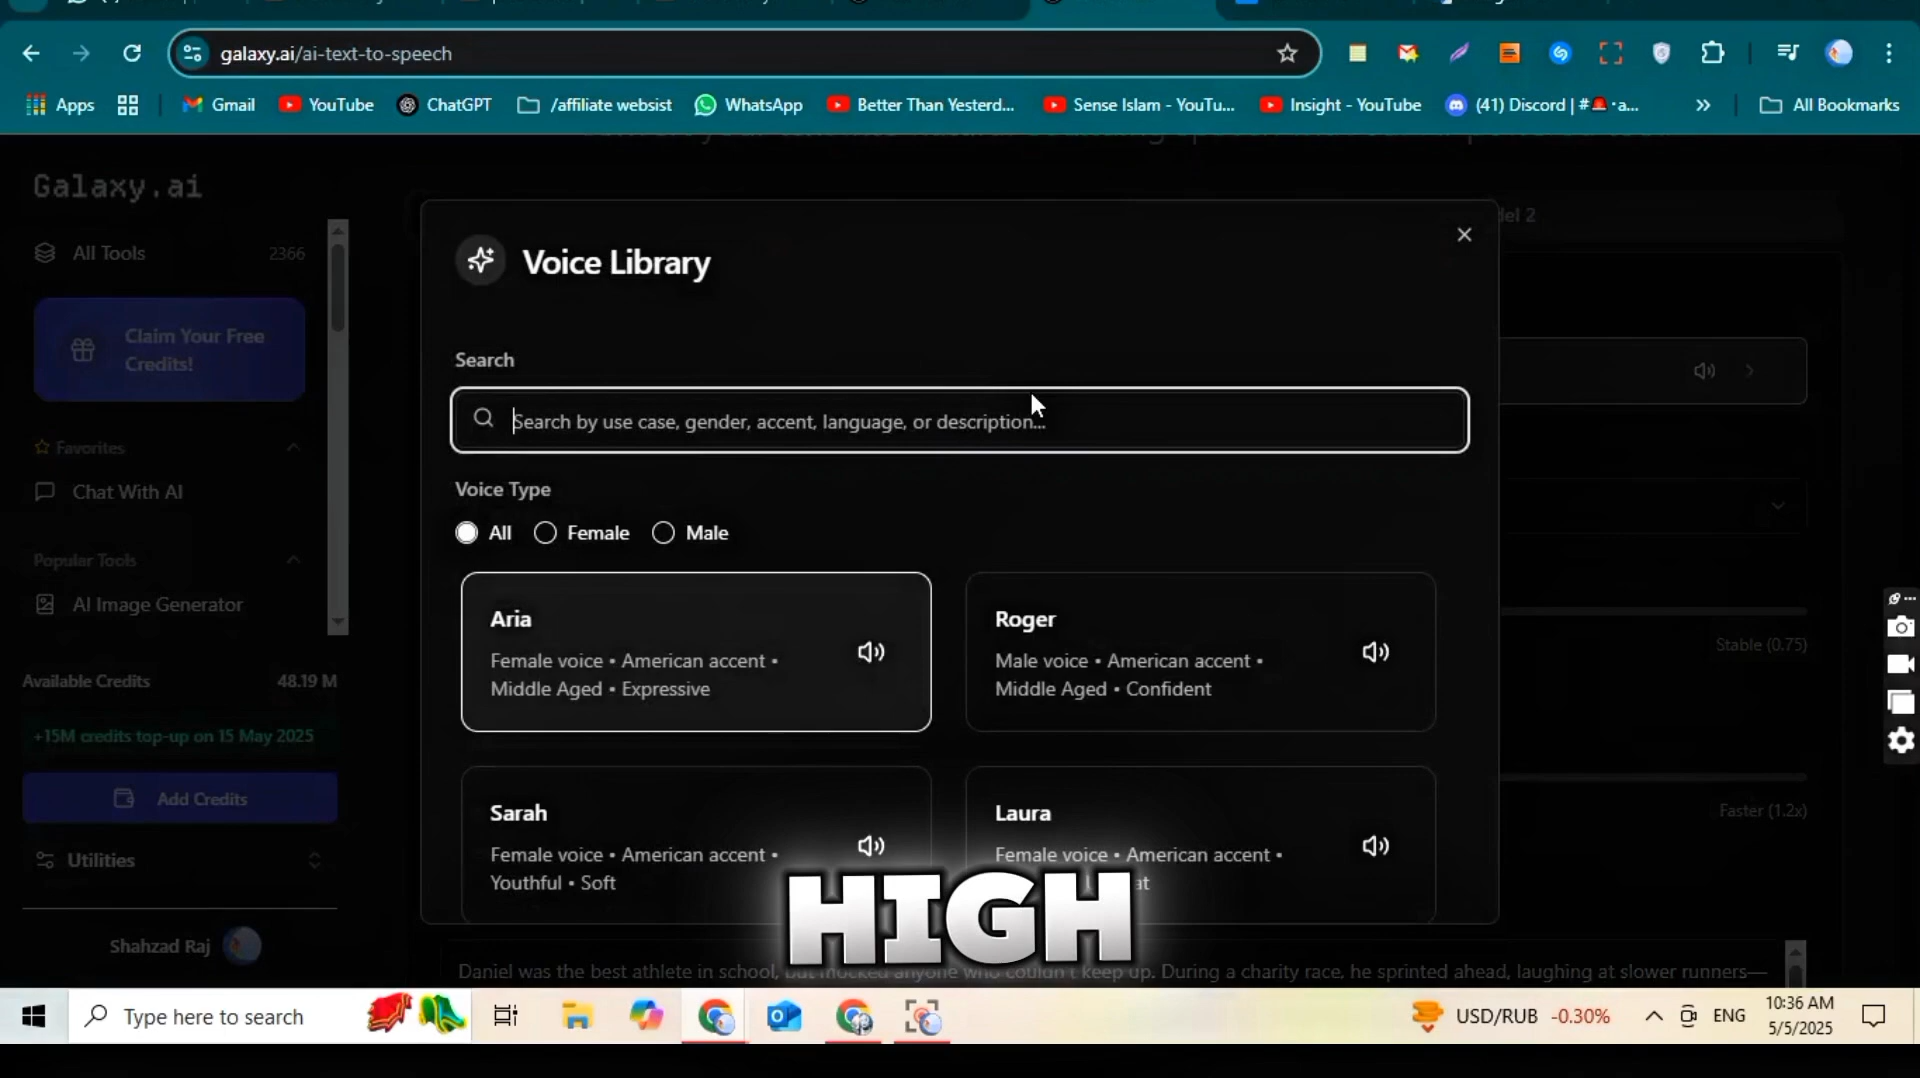 galaxy.ai/ai-text-to-speech
Apps
Gmail
YouTube
ChatGPT
/affiliate websist
WhatsApp
Better Than Yesterd...
Sense Islam - YouTu...
Insight - YouTube
(41) Discord | #🚨·a...
»
All Bookmarks
Galaxy.ai
All Tools
2366
Claim Your Free
Credits!
Favorites
Chat With AI
Popular Tools
AI Image Generator
Available Credits
48.19 M
+15M credits top-up on 15 May 2025
Add Credits
Utilities
Shahzad Raj
Voice Library
Search
Search by use case, gender, accent, language, or description...
Voice Type
All
Female
Male
Aria
Female voice • American accent •
Middle Aged • Expressive
Roger
Male voice • American accent •
Middle Aged • Confident
Sarah
Female voice • American accent •
Youthful • Soft
Laura
Female voice • American accent •
Stable (0.75)
Faster (1.2x)
HIGH
Daniel was the best athlete in school, but mocked anyone who couldn't keep up. During a charity race, he sprinted ahead, laughing at slower runners—
Type here to search
USD/RUB -0.30%
ENG
10:36 AM
5/5/2025